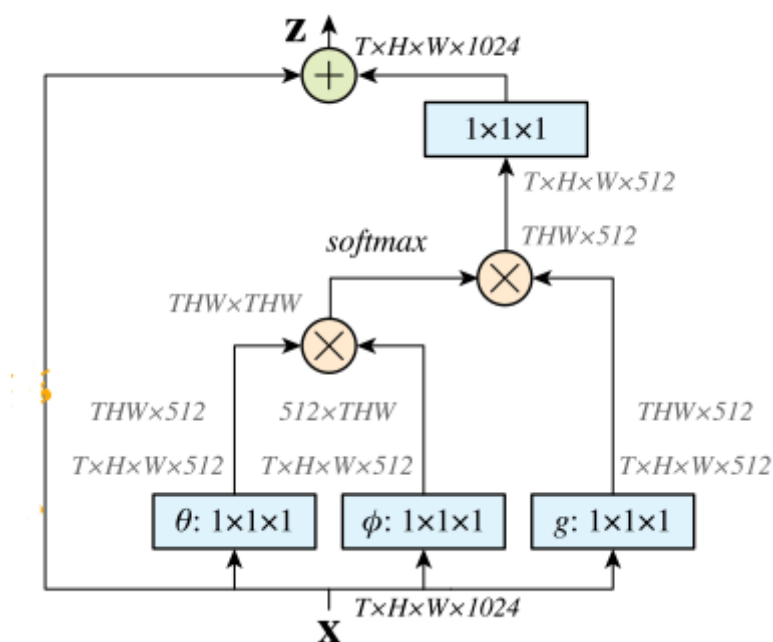 z
T×H×W×1024
1×1×1
T×H×W×512
THW×512
softmax
THW×THW
THW×512 512×THW THW×512
T×H×W×512 T×H×W×512 T×H×W×512
θ: 1×1×1 ϕ: 1×1×1 g: 1×1×1
T×H×W×1024
x